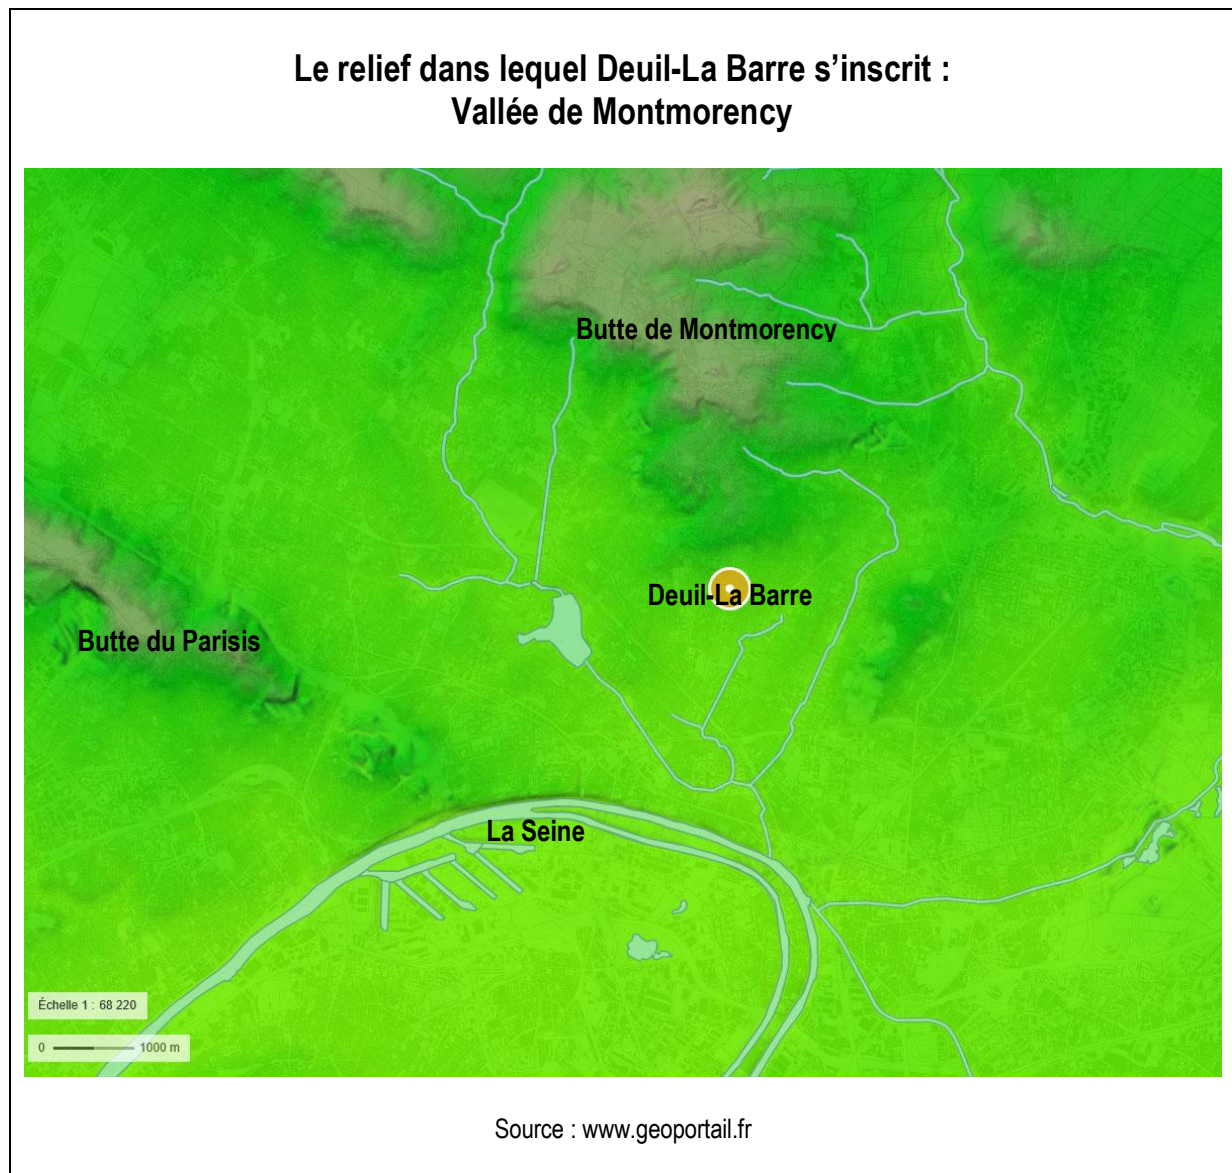 Le relief dans lequel Deuil-La Barre s’inscrit :
Vallée de Montmorency
Butte de Montmorency
Deuil-La Barre
Butte du Parisis
La Seine
Échelle 1 : 68 220
0 1000 m
Source : www.geoportail.fr